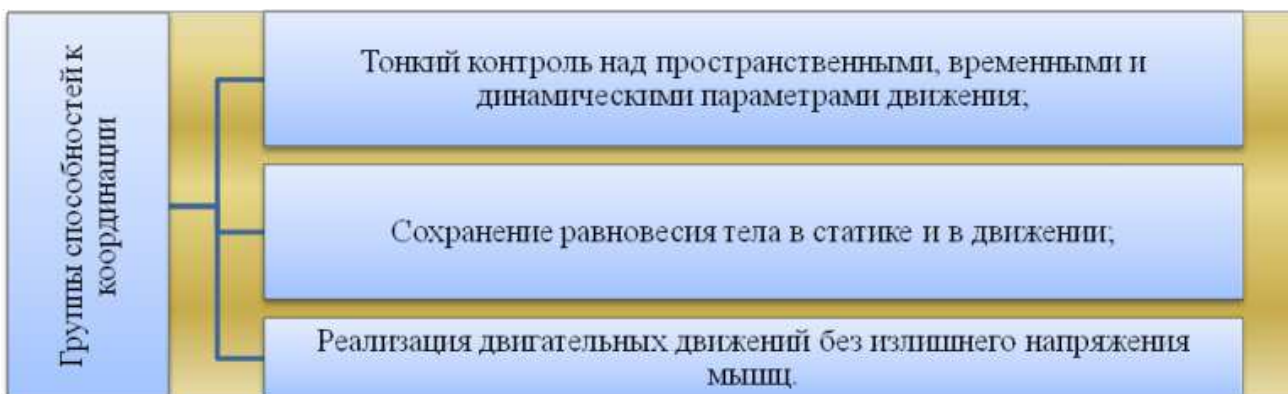 Группы способностей к
координации
Тонкий контроль над пространственными, временными и
динамическими параметрами движения;
Сохранение равновесия тела в статике и в движении;
Реализация двигательных движений без излишнего напряжения
мышц.